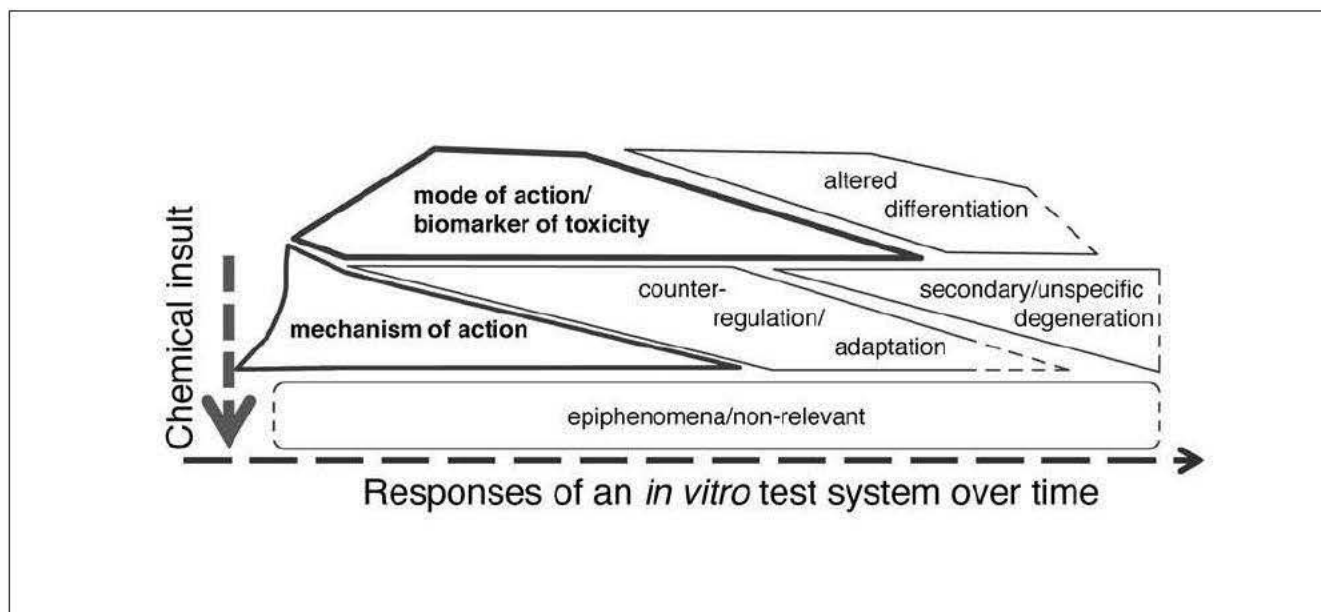 mode of action/
biomarker of toxicity
altered
differentiation
mechanism of action
counter-
regulation/
adaptation
secondary/unspecific
degeneration
epiphenomena/non-relevant
Chemical insult
Responses of an in vitro test system over time